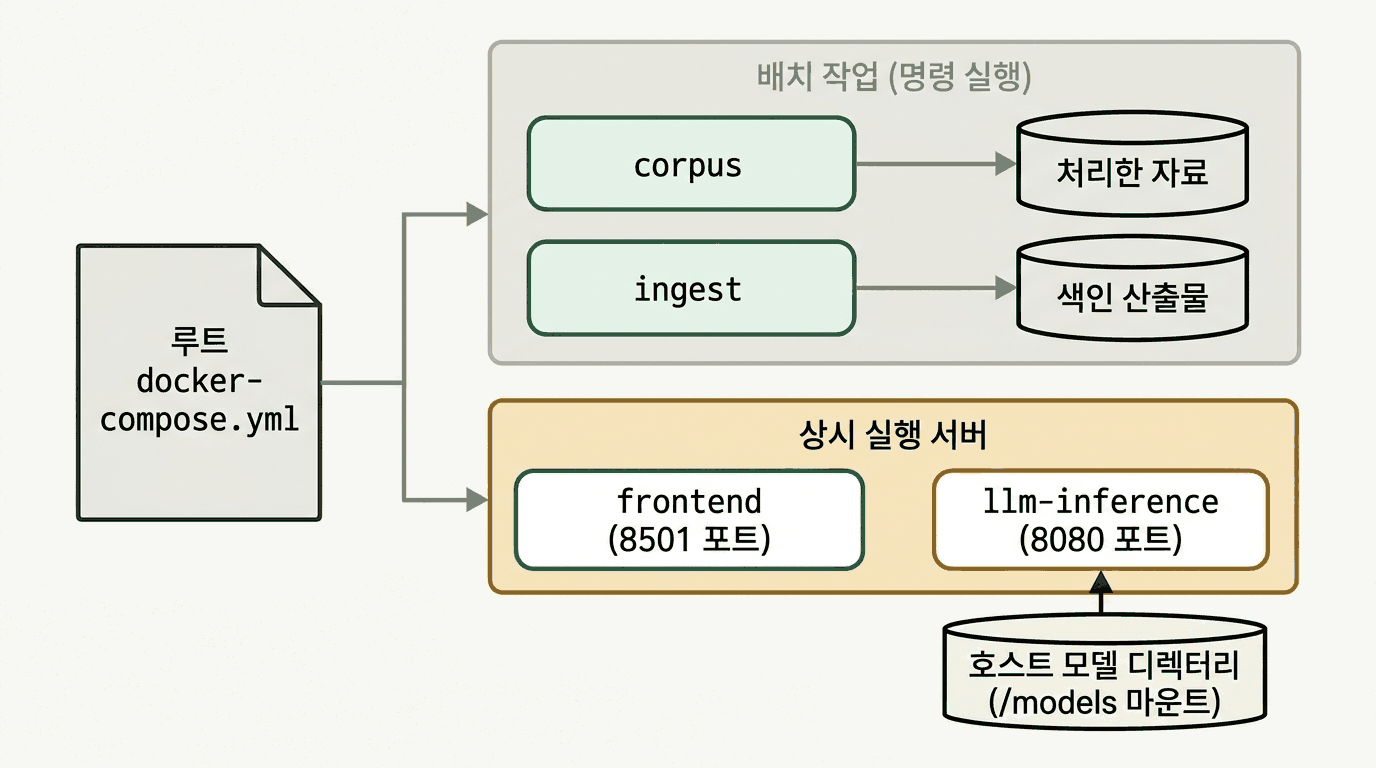 루트
docker-
compose.yml
배치 작업 (명령 실행)
corpus
처리한 자료
ingest
색인 산출물
상시 실행 서버
frontend
(8501 포트)
llm-inference
(8080 포트)
호스트 모델 디렉터리
(/models 마운트)